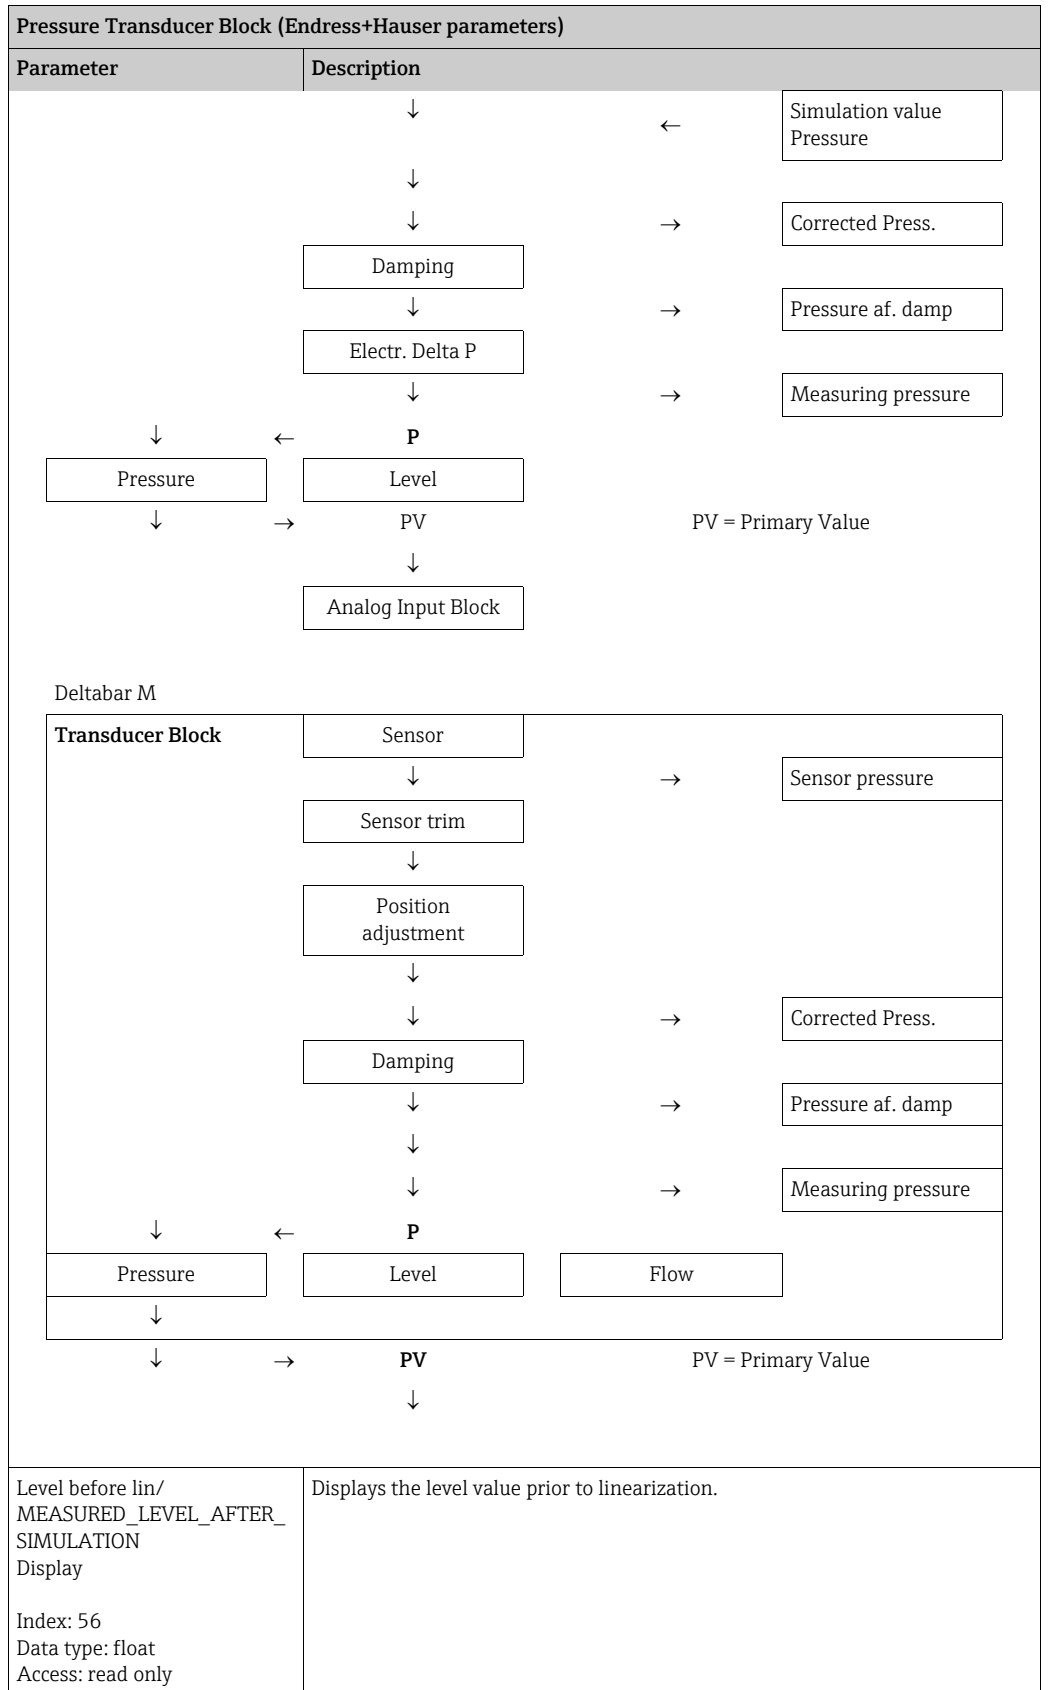 Pressure Transducer Block (Endress+Hauser parameters)
Parameter Description
↓ ← Simulation value
Pressure
↓
↓ → Corrected Press.
Damping
↓ → Pressure af. damp
Electr. Delta P
↓ → Measuring pressure
↓ ← P
Pressure Level
↓ → PV PV = Primary Value
↓
Analog Input Block
Deltabar M
Transducer Block Sensor
↓ → Sensor pressure
Sensor trim
↓
Position
adjustment
↓
↓ → Corrected Press.
Damping
↓ → Pressure af. damp
↓
↓ → Measuring pressure
↓ ← P
Pressure Level Flow
↓
↓ → PV PV = Primary Value
↓
Level before lin/ Displays the level value prior to linearization.
MEASURED_LEVEL_AFTER_
SIMULATION
Display
Index: 56
Data type: float
Access: read only